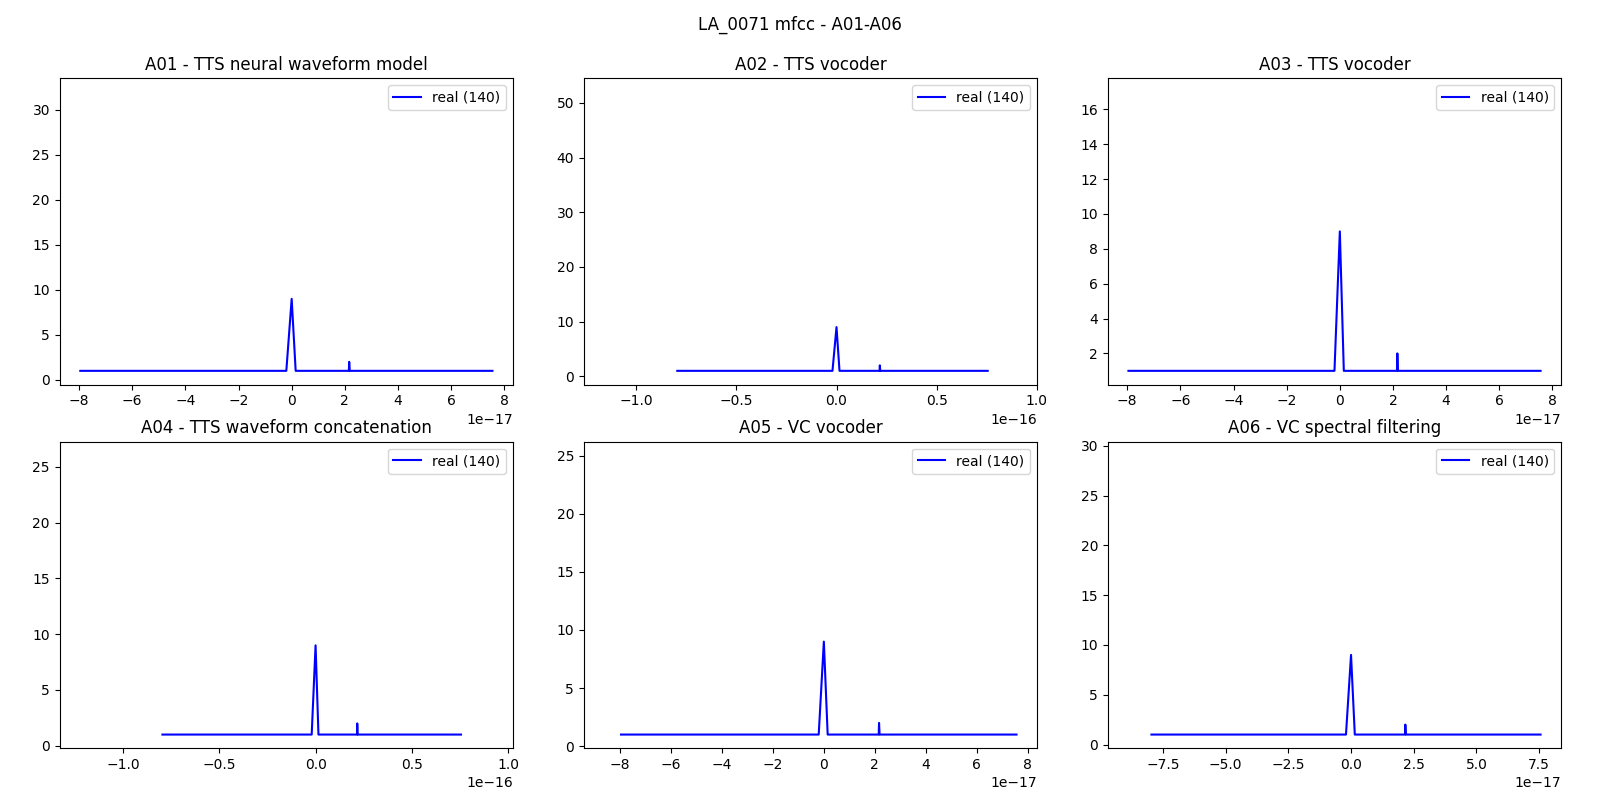 LA_0071 mfcc - A01-A06
A01 - TTS neural waveform model
real (140)
30
25
20
15
10
5
0
−8 −6 −4 −2 0 2 4 6 8
1e−17
A02 - TTS vocoder
real (140)
50
40
30
20
10
0
−1.0 −0.5 0.0 0.5 1.0
1e−16
A03 - TTS vocoder
real (140)
16
14
12
10
8
6
4
2
−8 −6 −4 −2 0 2 4 6 8
1e−17
A04 - TTS waveform concatenation
real (140)
25
20
15
10
5
0
−1.0 −0.5 0.0 0.5 1.0
1e−16
A05 - VC vocoder
real (140)
25
20
15
10
5
0
−8 −6 −4 −2 0 2 4 6 8
1e−17
A06 - VC spectral filtering
real (140)
30
25
20
15
10
5
0
−7.5 −5.0 −2.5 0.0 2.5 5.0 7.5
1e−17